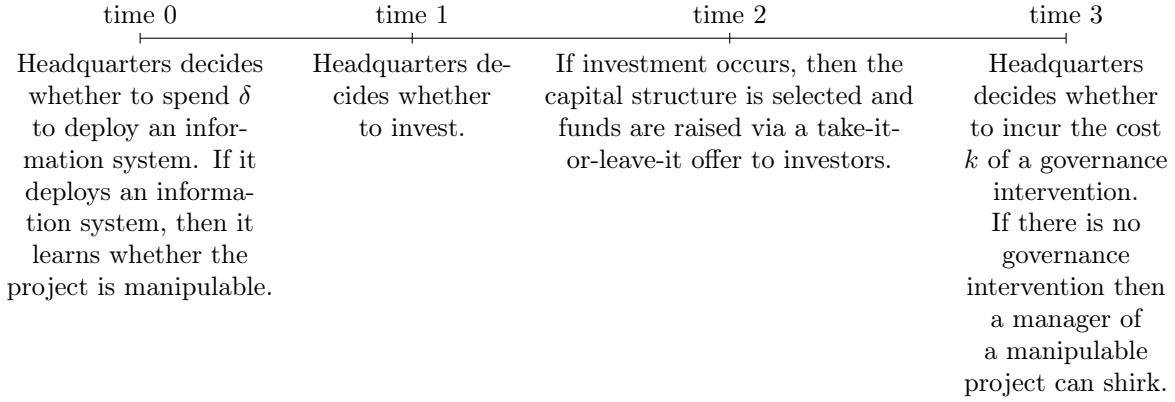 time 0
time 1
time 2
time 3
Headquarters decides
whether to spend δ
to deploy an infor-
mation system. If it
deploys an informa-
tion system, then it
learns whether the
project is manipulable.
Headquarters de-
cides whether
to invest.
If investment occurs, then the
capital structure is selected and
funds are raised via a take-it-
or-leave-it offer to investors.
Headquarters
decides whether
to incur the cost
k of a governance
intervention.
If there is no
governance
intervention then
a manager of
a manipulable
project can shirk.